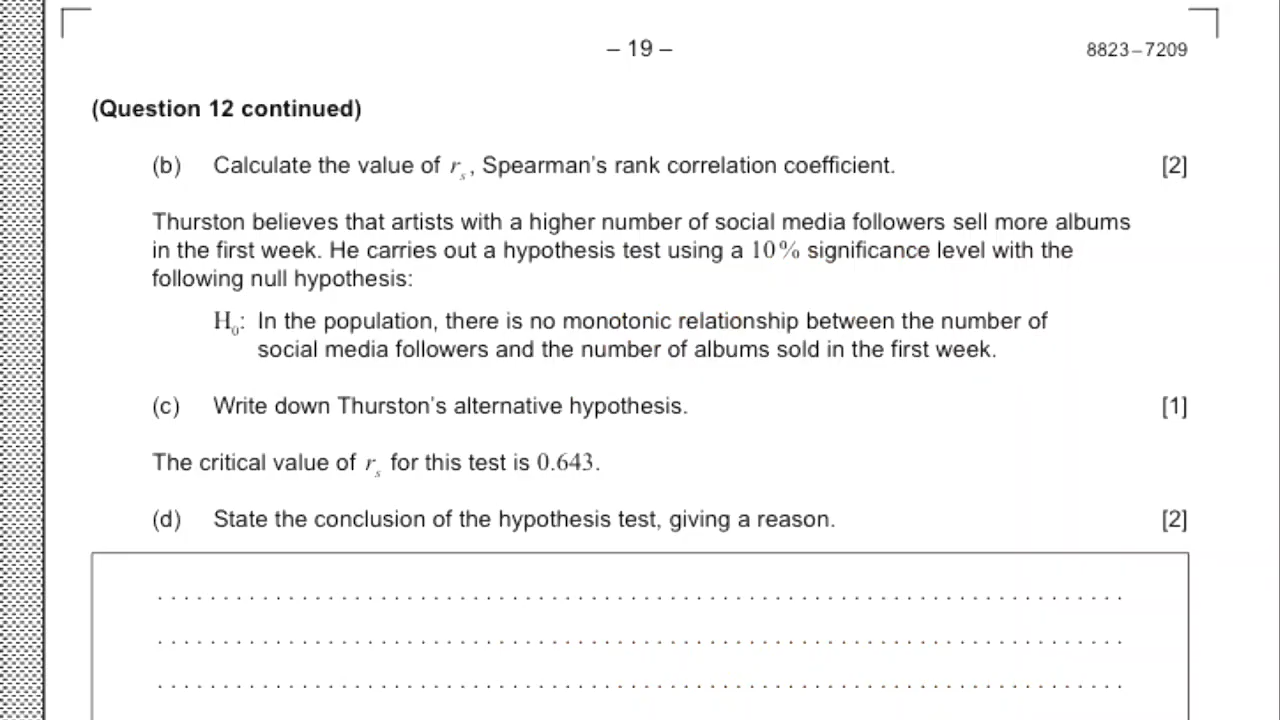 – 19 –
8823–7209
(Question 12 continued)
(b) Calculate the value of rₛ, Spearman’s rank correlation coefficient. [2]
Thurston believes that artists with a higher number of social media followers sell more albums
in the first week. He carries out a hypothesis test using a 10% significance level with the
following null hypothesis:
H₀: In the population, there is no monotonic relationship between the number of
social media followers and the number of albums sold in the first week.
(c) Write down Thurston’s alternative hypothesis. [1]
The critical value of rₛ for this test is 0.643.
(d) State the conclusion of the hypothesis test, giving a reason. [2]